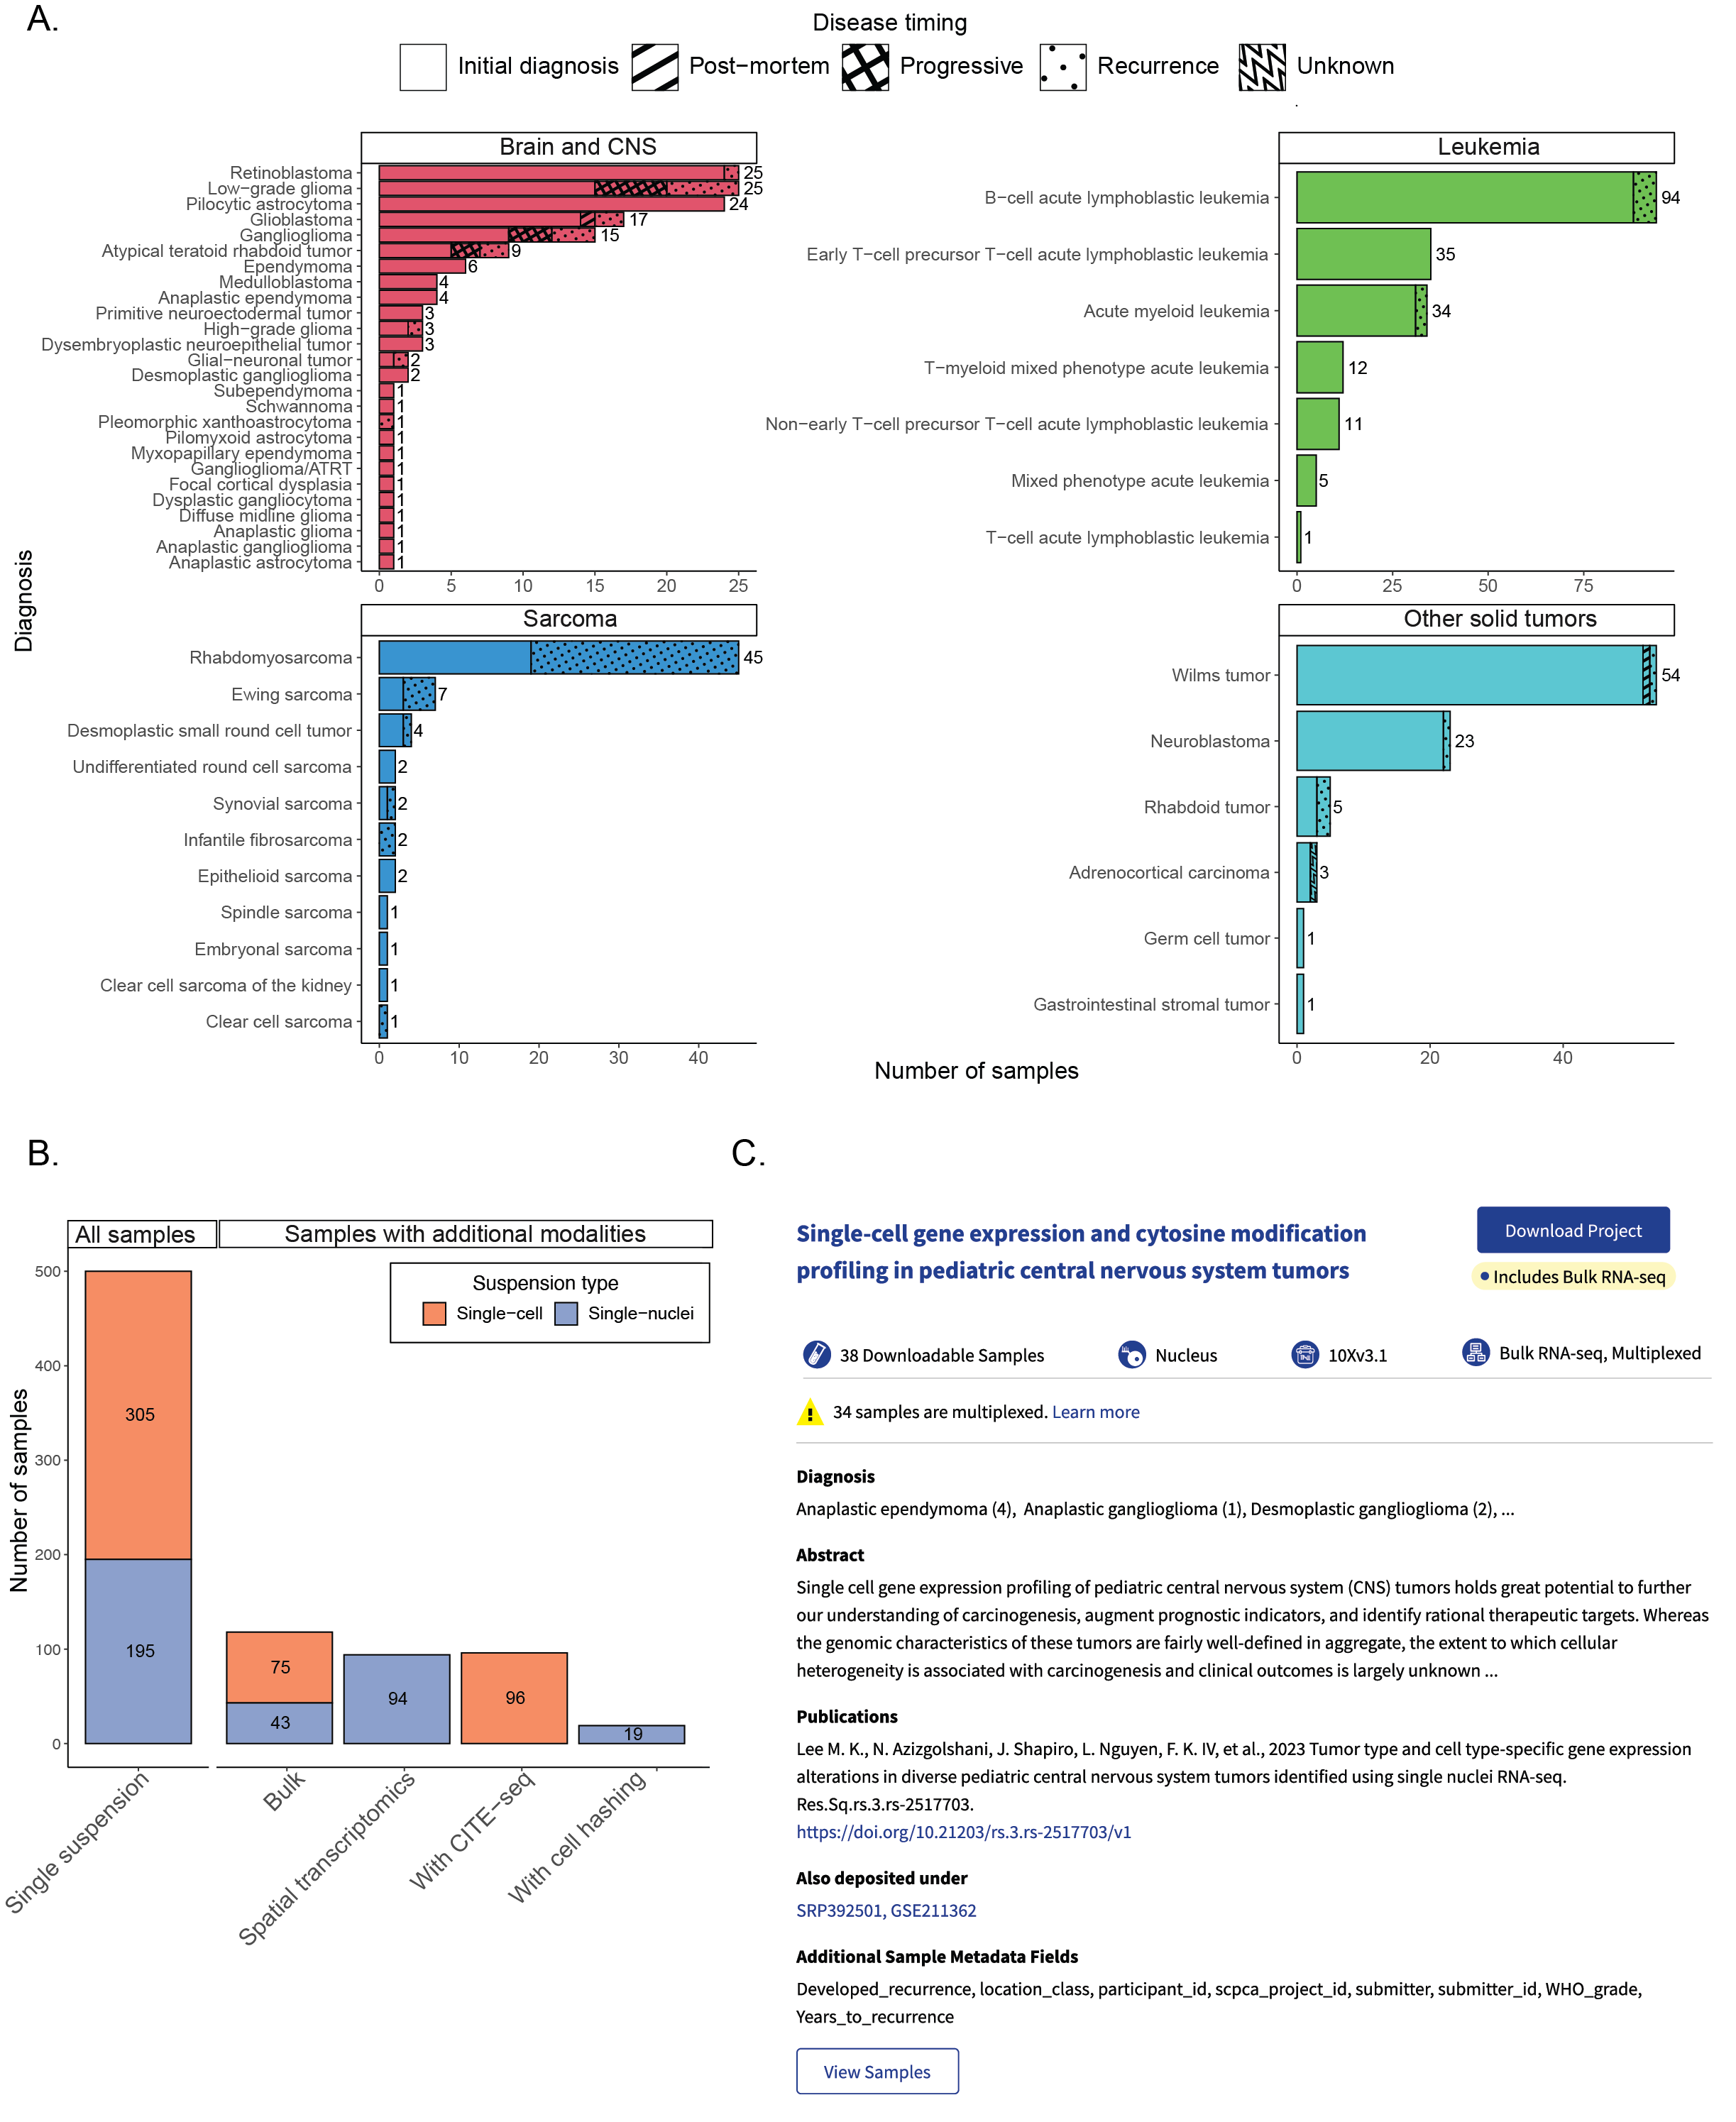 A.
Disease timing
Initial diagnosis Post−mortem Progressive Recurrence Unknown
Diagnosis
Brain and CNS
Retinoblastoma 25
Low−grade glioma 25
Pilocytic astrocytoma 24
Glioblastoma 17
Ganglioglioma 15
Atypical teratoid rhabdoid tumor 9
Ependymoma 6
Medulloblastoma 4
Anaplastic ependymoma 4
Primitive neuroectodermal tumor 3
High−grade glioma 3
Dysembryoplastic neuroepithelial tumor 3
Glial−neuronal tumor 2
Desmoplastic ganglioglioma 2
Subependymoma 1
Schwannoma 1
Pleomorphic xanthoastrocytoma 1
Pilomyxoid astrocytoma 1
Myxopapillary ependymoma 1
Ganglioglioma/ATRT 1
Focal cortical dysplasia 1
Dysplastic gangliocytoma 1
Diffuse midline glioma 1
Anaplastic glioma 1
Anaplastic ganglioglioma 1
Anaplastic astrocytoma 1
0 5 10 15 20 25
Leukemia
B−cell acute lymphoblastic leukemia 94
Early T−cell precursor T−cell acute lymphoblastic leukemia 35
Acute myeloid leukemia 34
T−myeloid mixed phenotype acute leukemia 12
Non−early T−cell precursor T−cell acute lymphoblastic leukemia 11
Mixed phenotype acute leukemia 5
T−cell acute lymphoblastic leukemia 1
0 25 50 75
Sarcoma
Rhabdomyosarcoma 45
Ewing sarcoma 7
Desmoplastic small round cell tumor 4
Undifferentiated round cell sarcoma 2
Synovial sarcoma 2
Infantile fibrosarcoma 2
Epithelioid sarcoma 2
Spindle sarcoma 1
Embryonal sarcoma 1
Clear cell sarcoma of the kidney 1
Clear cell sarcoma 1
0 10 20 30 40
Other solid tumors
Wilms tumor 54
Neuroblastoma 23
Rhabdoid tumor 5
Adrenocortical carcinoma 3
Germ cell tumor 1
Gastrointestinal stromal tumor 1
0 20 40
Number of samples
B.
All samples
Samples with additional modalities
Suspension type
Single−cell Single−nuclei
Number of samples
500
400
300
200
100
0
305
195
75
43
94
96
19
Single suspension
Bulk
Spatial transcriptomics
With CITE−seq
With cell hashing
C.
Single-cell gene expression and cytosine modification
profiling in pediatric central nervous system tumors
Download Project
Includes Bulk RNA-seq
38 Downloadable Samples Nucleus 10Xv3.1 Bulk RNA-seq, Multiplexed
34 samples are multiplexed. Learn more
Diagnosis
Anaplastic ependymoma (4), Anaplastic ganglioglioma (1), Desmoplastic ganglioglioma (2), ...
Abstract
Single cell gene expression profiling of pediatric central nervous system (CNS) tumors holds great potential to further
our understanding of carcinogenesis, augment prognostic indicators, and identify rational therapeutic targets. Whereas
the genomic characteristics of these tumors are fairly well-defined in aggregate, the extent to which cellular
heterogeneity is associated with carcinogenesis and clinical outcomes is largely unknown ...
Publications
Lee M. K., N. Azizgolshani, J. Shapiro, L. Nguyen, F. K. IV, et al., 2023 Tumor type and cell type-specific gene expression
alterations in diverse pediatric central nervous system tumors identified using single nuclei RNA-seq.
Res.Sq.rs.3.rs-2517703.
https://doi.org/10.21203/rs.3.rs-2517703/v1
Also deposited under
SRP392501, GSE211362
Additional Sample Metadata Fields
Developed_recurrence, location_class, participant_id, scpca_project_id, submitter, submitter_id, WHO_grade,
Years_to_recurrence
View Samples